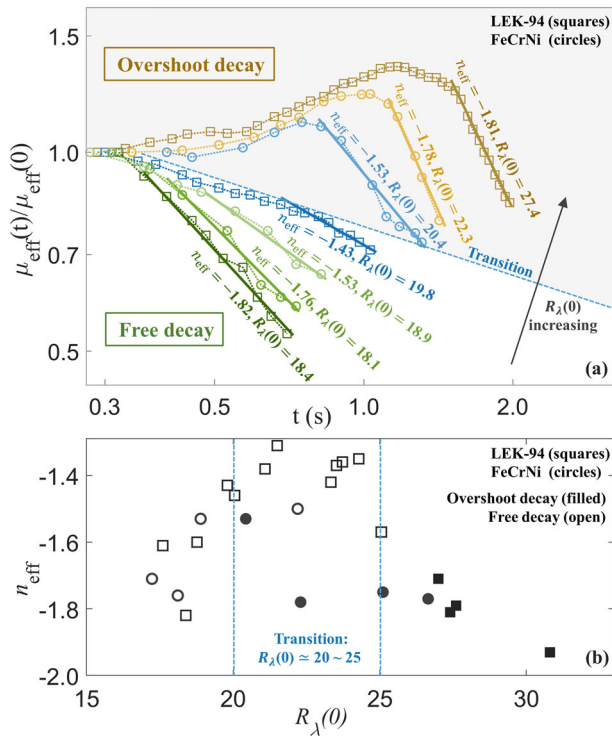 LEK-94 (squares)
FeCrNi (circles)
1.5
Overshoot decay
1.0
μeff(t)/μeff(0)
0.7
0.5
neff = −1.81, Rλ(0) = 27.4
neff = −1.78, Rλ(0) = 22.3
neff = −1.53, Rλ(0) = 20.4
neff = −1.43, Rλ(0) = 19.8
neff = −1.53, Rλ(0) = 18.9
neff = −1.76, Rλ(0) = 18.1
neff = −1.82, Rλ(0) = 18.4
Transition
Free decay
Rλ(0)
increasing
(a)
0.3 0.5 1.0 2.0
t (s)
LEK-94 (squares)
FeCrNi (circles)
Overshoot decay (filled)
Free decay (open)
-1.4
-1.6
-1.8
-2.0
neff
Transition:
Rλ(0) ≃ 20 ~ 25
(b)
15 20 25 30
Rλ(0)